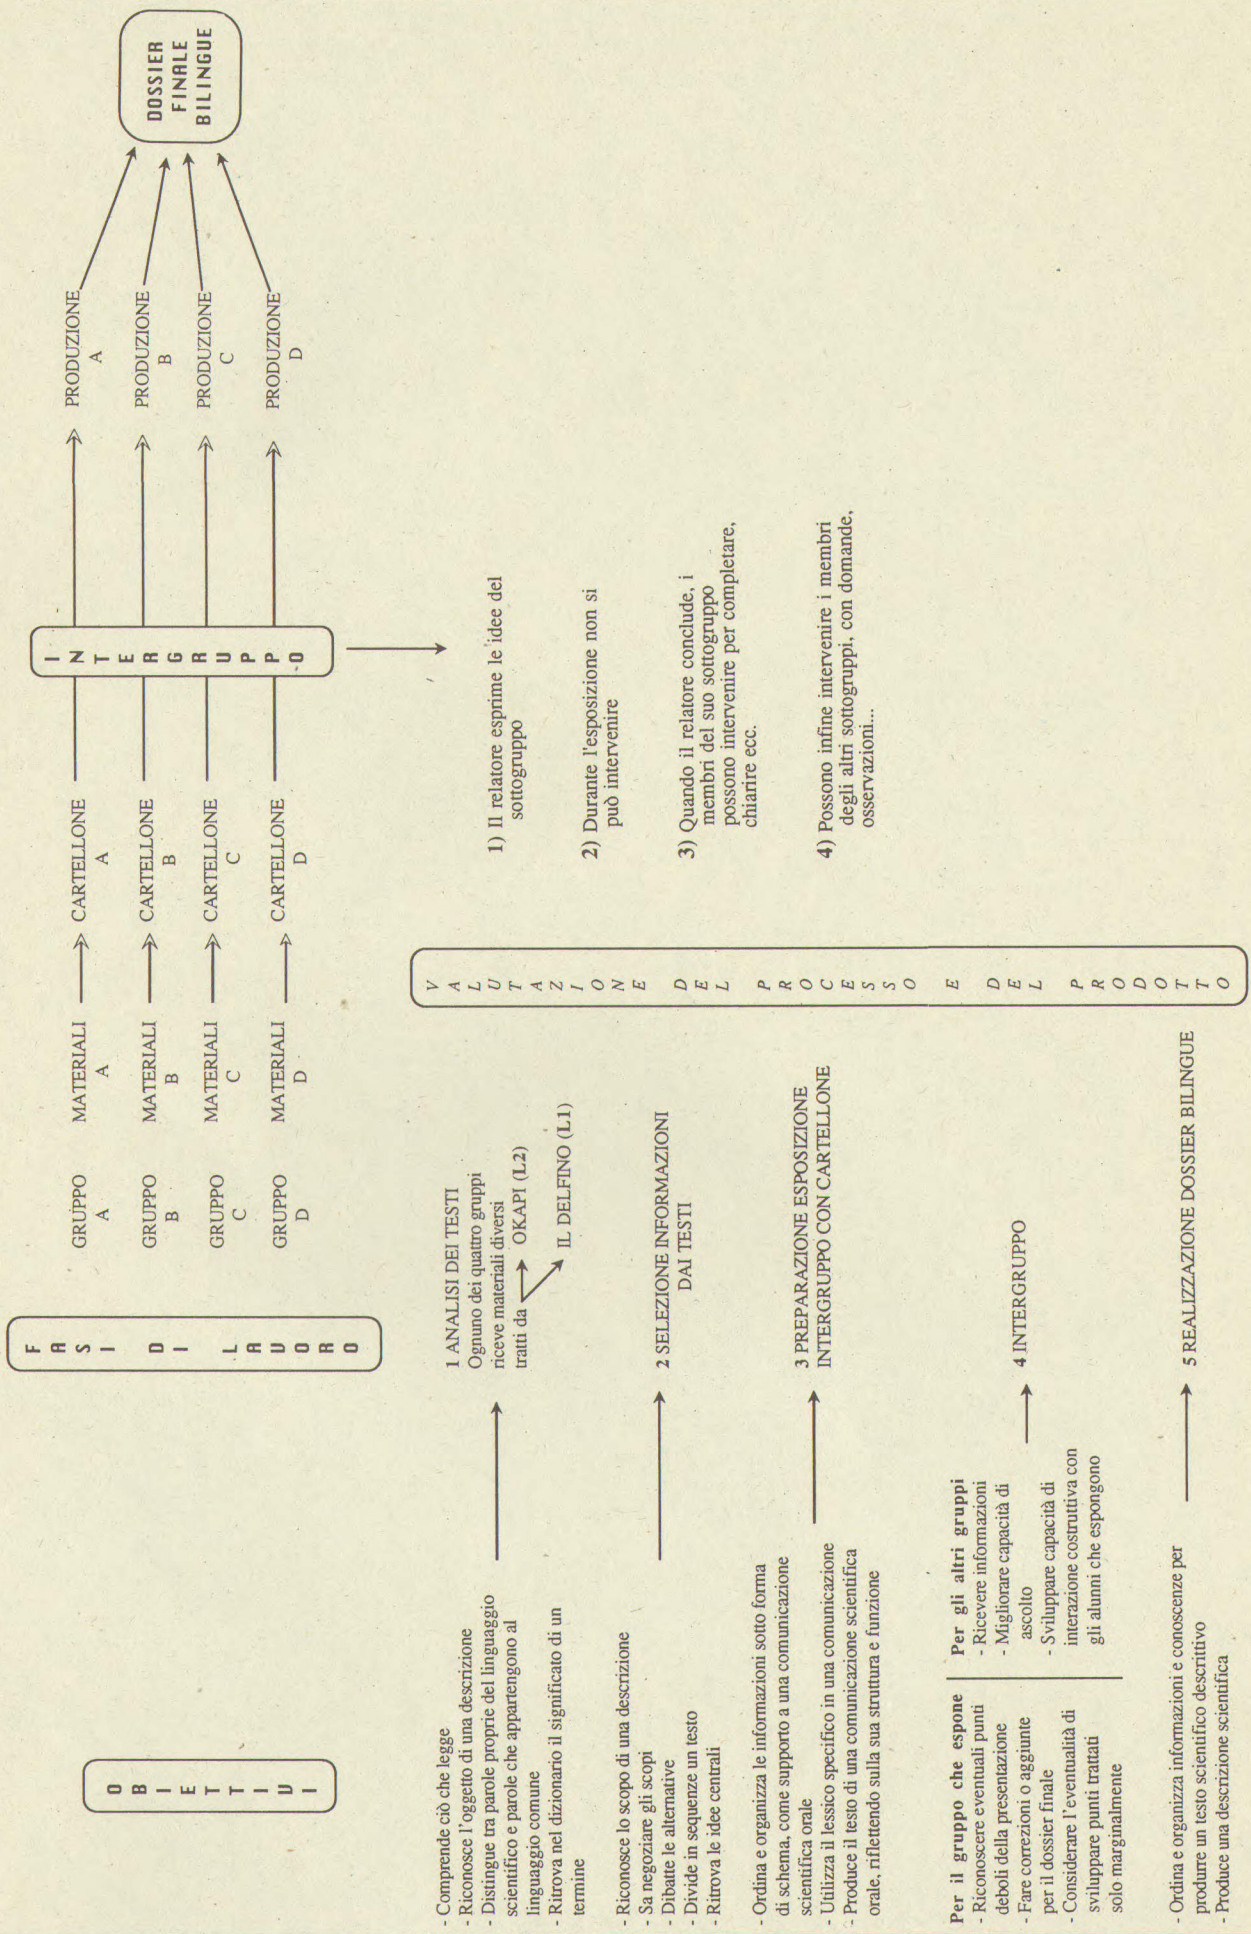 OBIETTIVI
FASI DI LAVORO
INTERGRUPPO
DOSSIER
FINALE
BILINGUE
GRUPPO
A
MATERIALI
A
CARTELLONE
A
PRODUZIONE
A
GRUPPO
B
MATERIALI
B
CARTELLONE
B
PRODUZIONE
B
GRUPPO
C
MATERIALI
C
CARTELLONE
C
PRODUZIONE
C
GRUPPO
D
MATERIALI
D
CARTELLONE
D
PRODUZIONE
D
- Comprende ciò che legge
- Riconosce l'oggetto di una descrizione
- Distingue tra parole proprie del linguaggio
scientifico e parole che appartengono al
linguaggio comune
- Ritrova nel dizionario il significato di un
termine
1 ANALISI DEI TESTI
Ognuno dei quattro gruppi
riceve materiali diversi
tratti da
OKAPI (L2)
IL DELFINO (L1)
- Riconosce lo scopo di una descrizione
- Sa negoziare gli scopi
- Dibatte le alternative
- Divide in sequenze un testo
- Ritrova le idee centrali
2 SELEZIONE INFORMAZIONI
DAI TESTI
- Ordina e organizza le informazioni sotto forma
di schema, come supporto a una comunicazione
scientifica orale
- Utilizza il lessico specifico in una comunicazione
- Produce il testo di una comunicazione scientifica
orale, riflettendo sulla sua struttura e funzione
3 PREPARAZIONE ESPOSIZIONE
INTERGRUPPO CON CARTELLONE
Per il gruppo che espone
- Riconoscere eventuali punti
deboli della presentazione
- Fare correzioni o aggiunte
per il dossier finale
- Considerare l'eventualità di
sviluppare punti trattati
solo marginalmente
Per gli altri gruppi
- Ricevere informazioni
- Migliorare capacità di
ascolto
- Sviluppare capacità di
interazione costruttiva con
gli alunni che espongono
4 INTERGRUPPO
- Ordina e organizza informazioni e conoscenze per
produrre un testo scientifico descrittivo
- Produce una descrizione scientifica
5 REALIZZAZIONE DOSSIER BILINGUE
VALUTAZIONE DEL PROCESSO E DEL PRODOTTO
1) Il relatore esprime le idee del
sottogruppo
2) Durante l'esposizione non si
può intervenire
3) Quando il relatore conclude, i
membri del suo sottogruppo
possono intervenire per completare,
chiarire ecc.
4) Possono infine intervenire i membri
degli altri sottogruppi, con domande,
osservazioni...